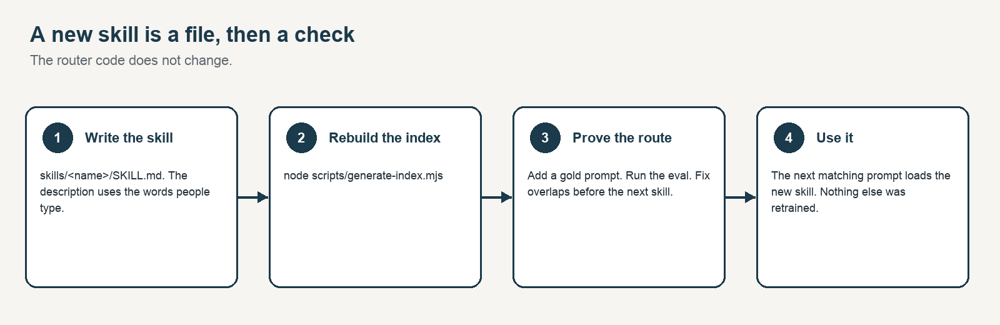 A new skill is a file, then a check
The router code does not change.
1 Write the skill
skills/<name>/SKILL.md. The
description uses the words people
type.
2 Rebuild the index
node scripts/generate-index.mjs
3 Prove the route
Add a gold prompt. Run the eval. Fix
overlaps before the next skill.
4 Use it
The next matching prompt loads the
new skill. Nothing else was
retrained.